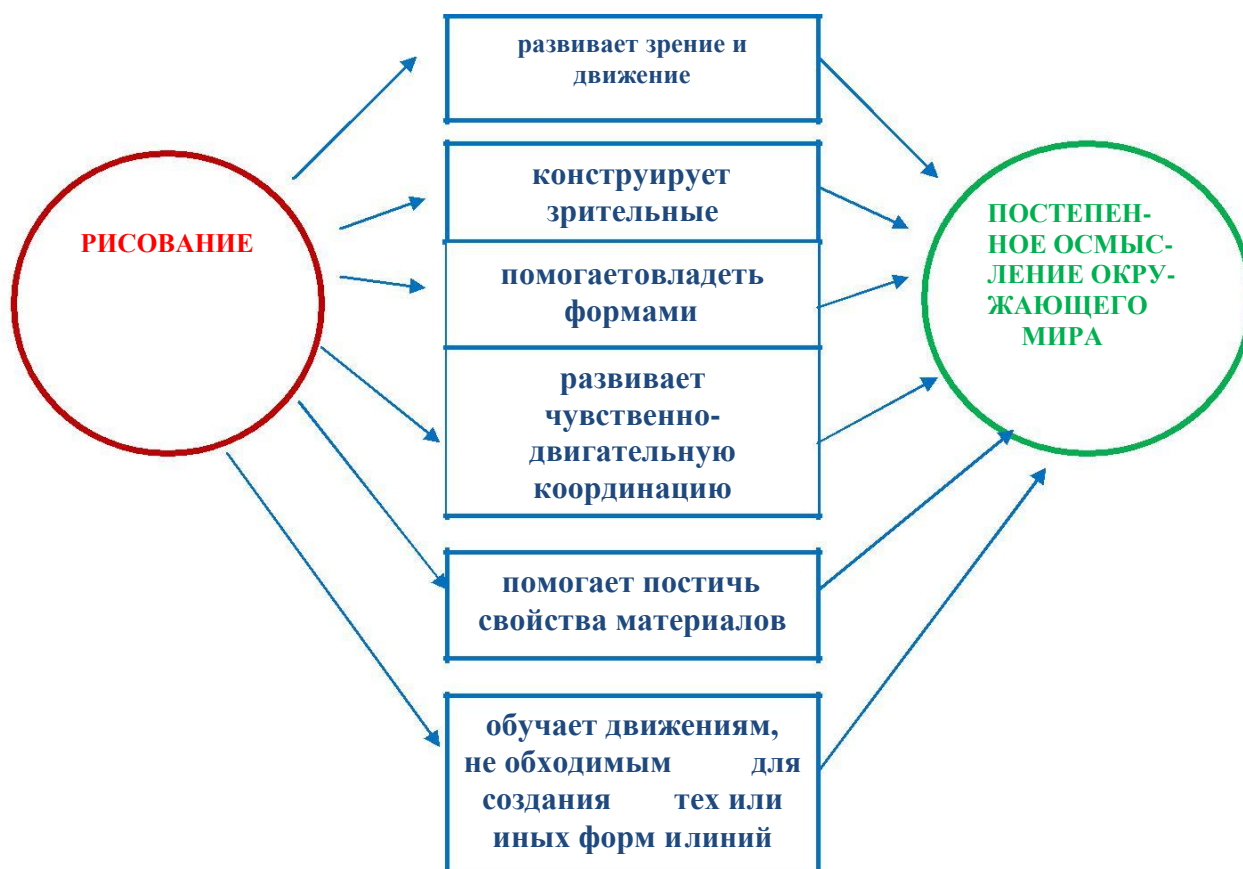 РИСОВАНИЕ
развивает зрение и
движение
конструирует
зрительные
помогаетовладеть
формами
развивает
чувственно-
двигательную
координацию
помогает постичь
свойства материалов
обучает движениям,
не обходимым для
создания тех или
иных форм илиний
ПОСТЕПЕН-
НОЕ ОСМЫС-
ЛЕНИЕ ОКРУ-
ЖАЮЩЕГО
МИРА